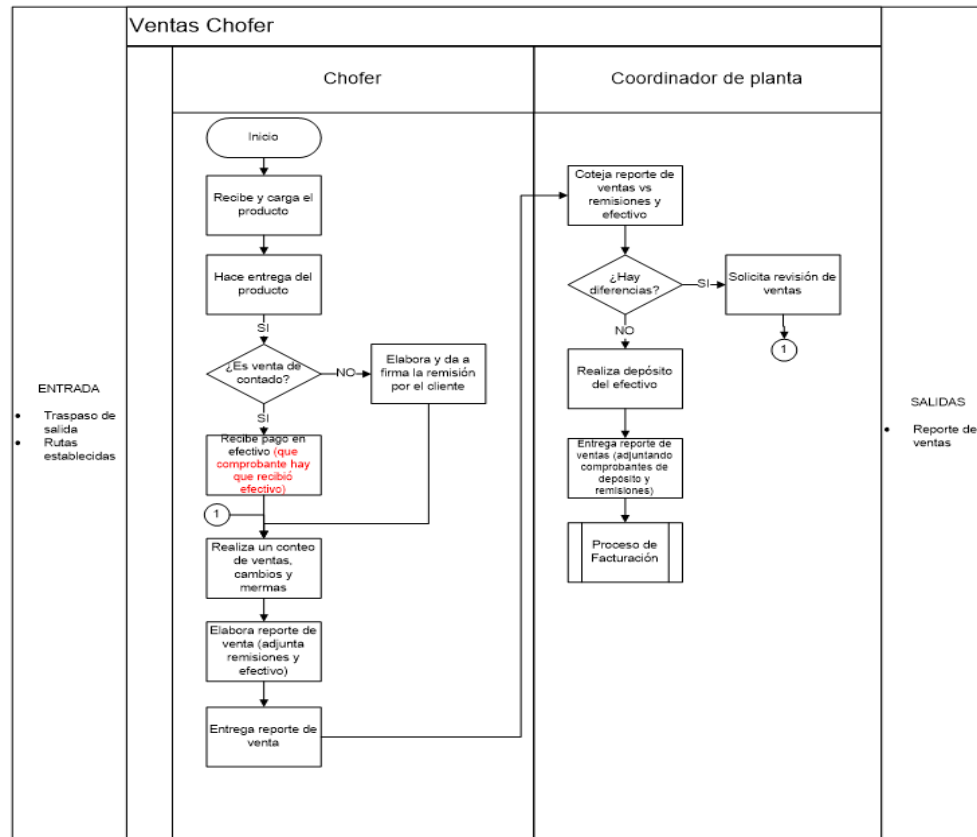 Ventas Chofer
Chofer
Coordinador de planta
Inicio
Recibe y carga el
producto
Hace entrega del
producto
SI
¿Es venta de
contado?
NO
Elabora y da a
firma la remisión
por el cliente
SI
Recibe pago en
efectivo (que
comprobante hay
que recibió
efectivo)
1
Realiza un conteo
de ventas,
cambios y
mermas
Elabora reporte de
venta (adjunta
remisiones y
efectivo)
Entrega reporte de
venta
Coteja reporte de
ventas vs
remisiones y
efectivo
¿Hay
diferencias?
SI
Solicita revisión de
ventas
1
NO
Realiza depósito
del efectivo
Entrega reporte de
ventas (adjuntando
comprobantes de
depósito y
remisiones)
Proceso de
Facturación
ENTRADA
• Traspaso de
salida
• Rutas
establecidas
SALIDAS
• Reporte de
ventas